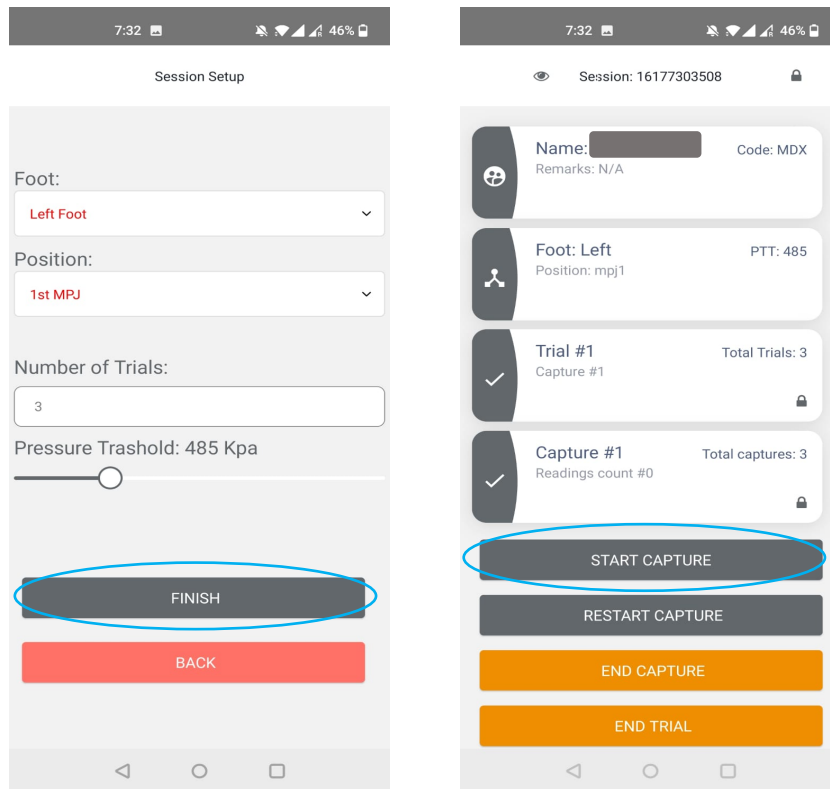 7:32 46%
Session Setup
Foot:
Left Foot
Position:
1st MPJ
Number of Trials:
3
Pressure Trashold: 485 Kpa
FINISH
BACK
7:32 R 46%
Session: 16177303508
Name: Code: MDX
Remarks: N/A
Foot: Left PTT: 485
Position: mpj1
Trial #1 Total Trials: 3
Capture #1
Capture #1 Total captures: 3
Readings count #0
START CAPTURE
RESTART CAPTURE
END CAPTURE
END TRIAL